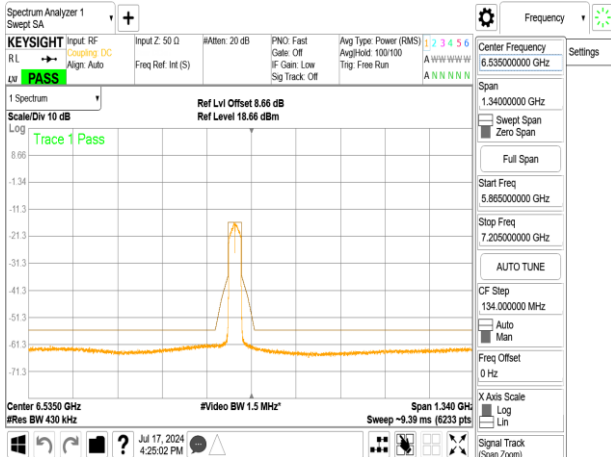 Spectrum Analyzer 1
Swept SA
+
Frequency
KEYSIGHT
RL
LXI
PASS
Input: RF
Coupling: DC
Align: Auto
Input Z: 50 Ω
Freq Ref: Int (S)
#Atten: 20 dB
PNO: Fast
Gate: Off
IF Gain: Low
Sig Track: Off
Avg Type: Power (RMS)
Avg|Hold: 100/100
Trig: Free Run
1 2 3 4 5 6
A W W W W W
A N N N N N
Center Frequency
6.535000000 GHz
Settings
Span
1.34000000 GHz
Swept Span
Zero Span
Full Span
Start Freq
5.865000000 GHz
Stop Freq
7.205000000 GHz
AUTO TUNE
CF Step
134.000000 MHz
Auto
Man
Freq Offset
0 Hz
X Axis Scale
Log
Lin
Signal Track
(Span Zoom)
1 Spectrum
Scale/Div 10 dB
Ref Lvl Offset 8.66 dB
Ref Level 18.66 dBm
Log
Trace 1 Pass
8.66
-1.34
-11.3
-21.3
-31.3
-41.3
-51.3
-61.3
-71.3
Center 6.5350 GHz
#Res BW 430 kHz
#Video BW 1.5 MHz*
Span 1.340 GHz
Sweep ~9.39 ms (6233 pts)
?
Jul 17, 2024
4:25:02 PM